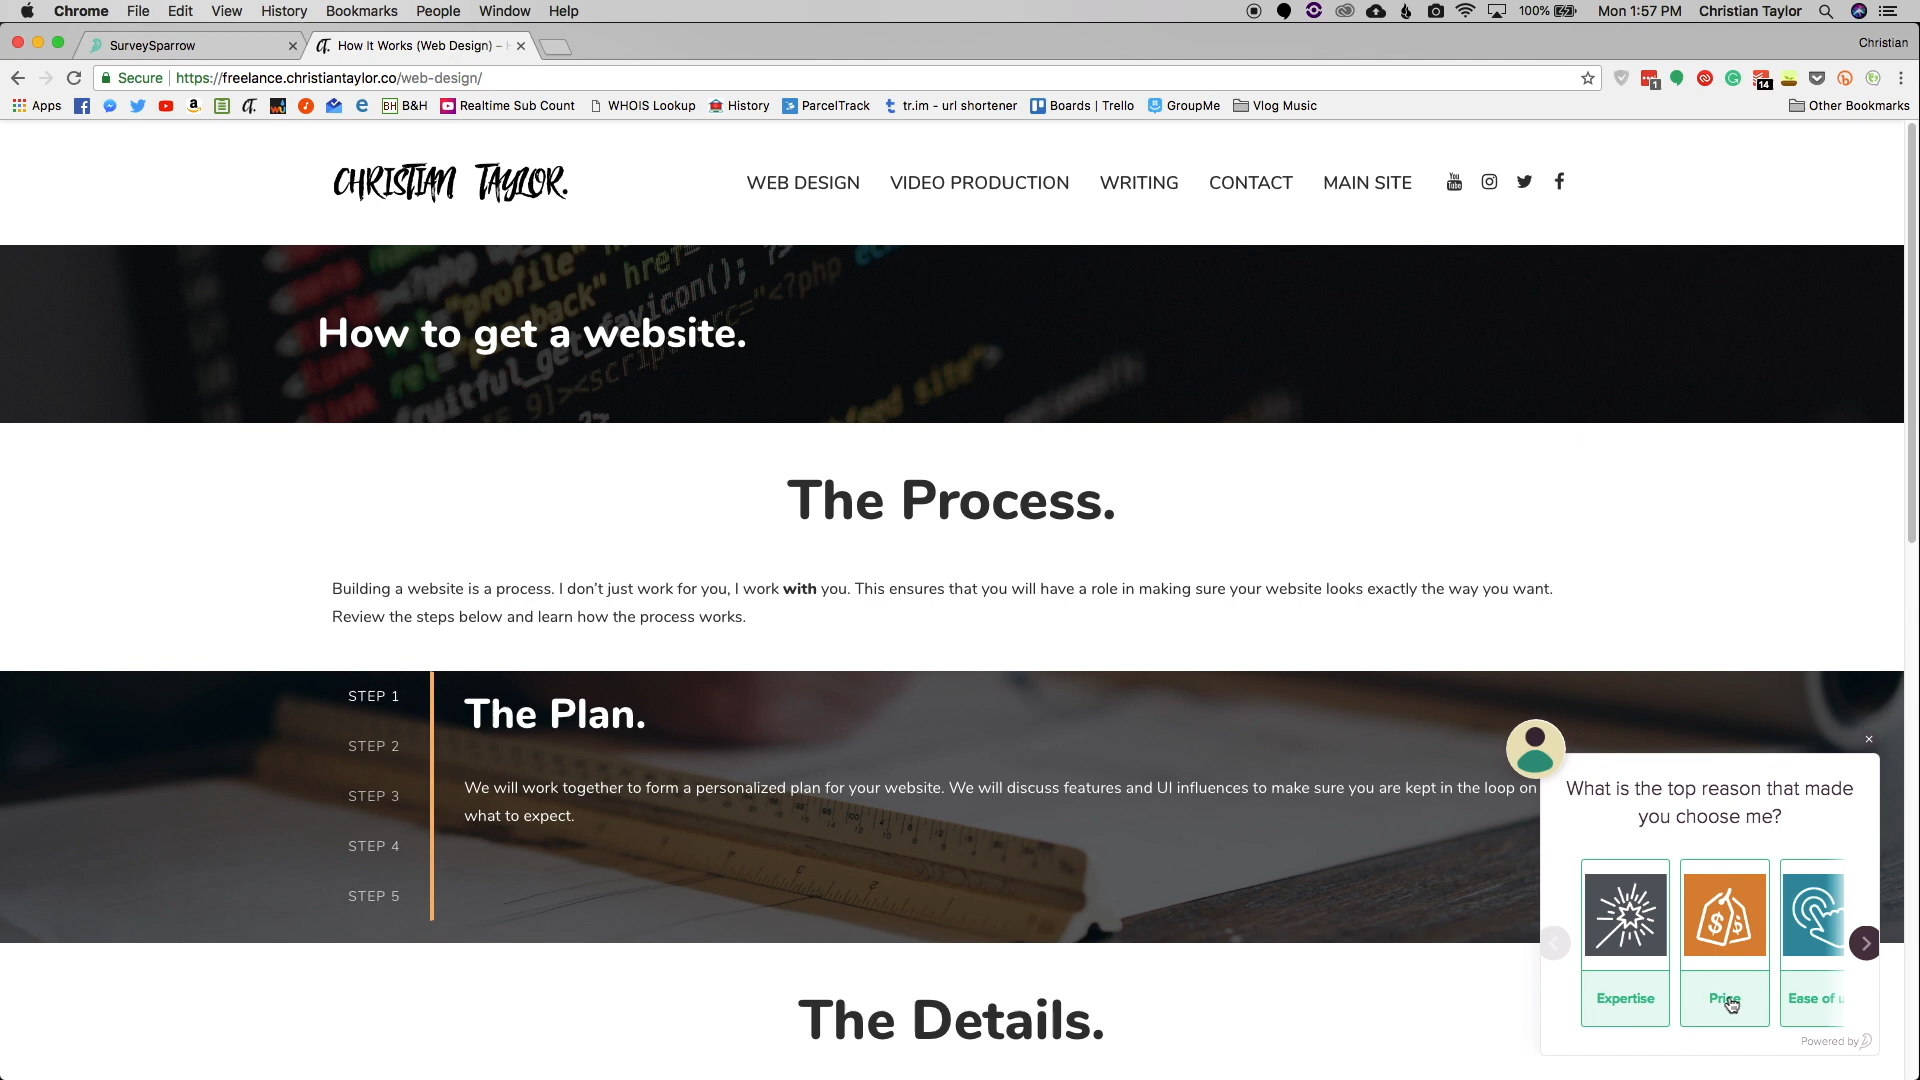 Chrome File Edit View History Bookmarks People Window Help
100% Mon 1:57 PM Christian Taylor
SurveySparrow
How It Works (Web Design) –
Christian
Secure https://freelance.christiantaylor.co/web-design/
1
14
Apps
BH B&H
Realtime Sub Count
WHOIS Lookup
History
ParcelTrack
tr.im - url shortener
Boards | Trello
GroupMe
Vlog Music
Other Bookmarks
CHRISTIAN TAYLOR.
WEB DESIGN VIDEO PRODUCTION WRITING CONTACT MAIN SITE
You Tube
How to get a website.
The Process.
Building a website is a process. I don’t just work for you, I work with you. This ensures that you will have a role in making sure your website looks exactly the way you want.
Review the steps below and learn how the process works.
STEP 1
STEP 2
STEP 3
STEP 4
STEP 5
The Plan.
We will work together to form a personalized plan for your website. We will discuss features and UI influences to make sure you are kept in the loop on
what to expect.
What is the top reason that made
you choose me?
Expertise
Price
Ease of u
Powered by
The Details.